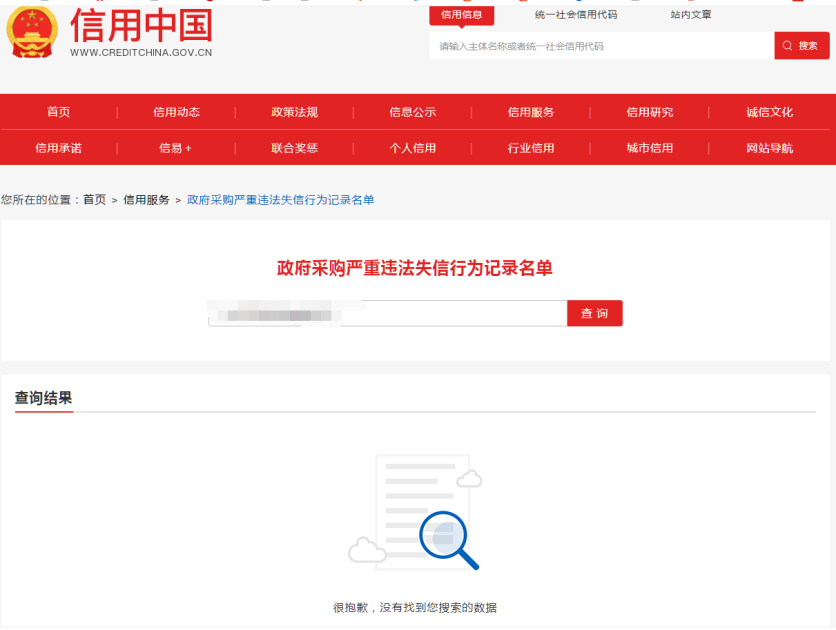 信用中国
WWW.CREDITCHINA.GOV.CN
信用信息 统一社会信用代码 站内文章
请输入主体名称或者统一社会信用代码 搜索
首页 | 信用动态 | 政策法规 | 信息公示 | 信用服务 | 信用研究 | 诚信文化
信用承诺 | 信易+ | 联合奖惩 | 个人信用 | 行业信用 | 城市信用 | 网站导航
您所在的位置：首页 > 信用服务 > 政府采购严重违法失信行为记录名单
政府采购严重违法失信行为记录名单
查询
查询结果
很抱歉，没有找到您搜索的数据